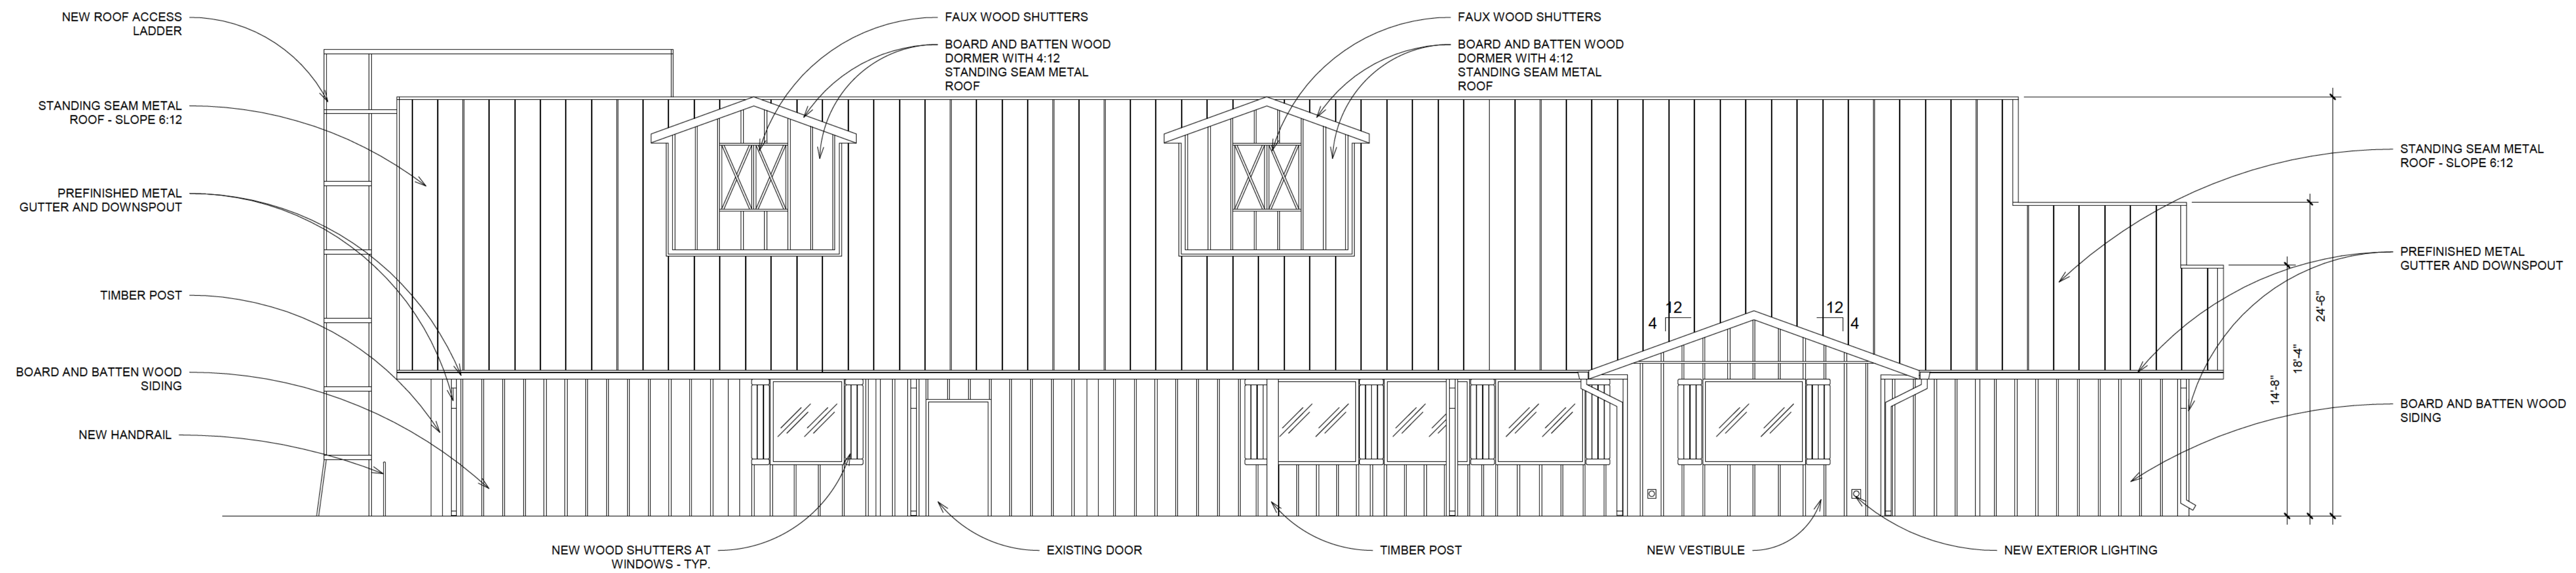 NEW ROOF ACCESS
LADDER
STANDING SEAM METAL
ROOF - SLOPE 6:12
PREFINISHED METAL
GUTTER AND DOWNSPOUT
TIMBER POST
BOARD AND BATTEN WOOD
SIDING
NEW HANDRAIL
FAUX WOOD SHUTTERS
BOARD AND BATTEN WOOD
DORMER WITH 4:12
STANDING SEAM METAL
ROOF
FAUX WOOD SHUTTERS
BOARD AND BATTEN WOOD
DORMER WITH 4:12
STANDING SEAM METAL
ROOF
12
4
12
4
14'-8"
18'-4"
24'-6"
STANDING SEAM METAL
ROOF - SLOPE 6:12
PREFINISHED METAL
GUTTER AND DOWNSPOUT
BOARD AND BATTEN WOOD
SIDING
NEW WOOD SHUTTERS AT
WINDOWS - TYP.
EXISTING DOOR
TIMBER POST
NEW VESTIBULE
NEW EXTERIOR LIGHTING